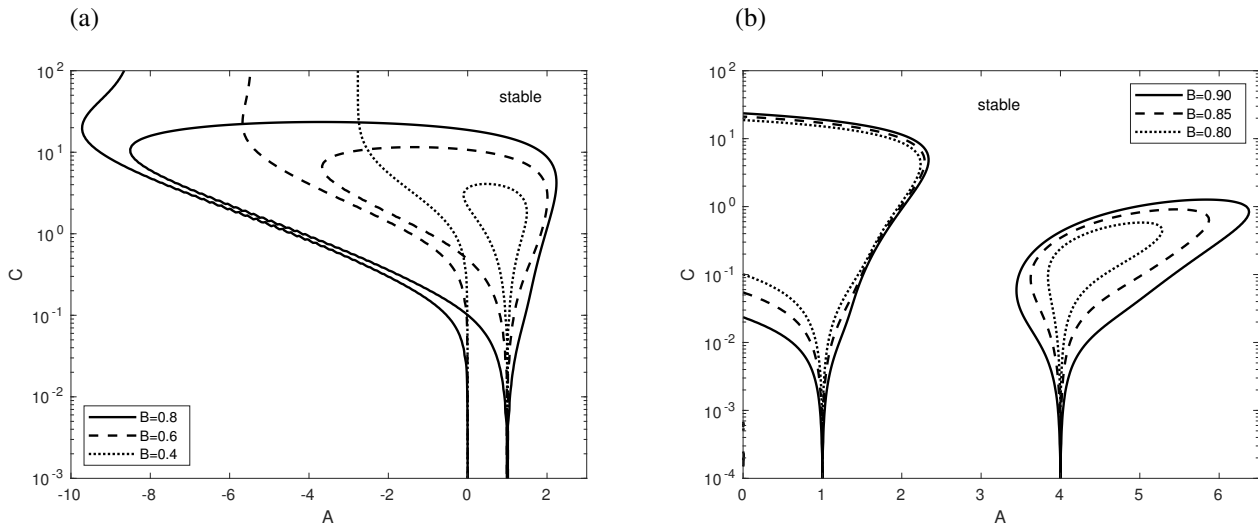 (a)
10^2
10^1
10^0
10^-1
10^-2
10^-3
C
stable
B=0.8
B=0.6
B=0.4
-10 -8 -6 -4 -2 0 2
A
(b)
10^2
10^1
10^0
10^-1
10^-2
10^-3
10^-4
C
stable
B=0.90
B=0.85
B=0.80
0 1 2 3 4 5 6
A